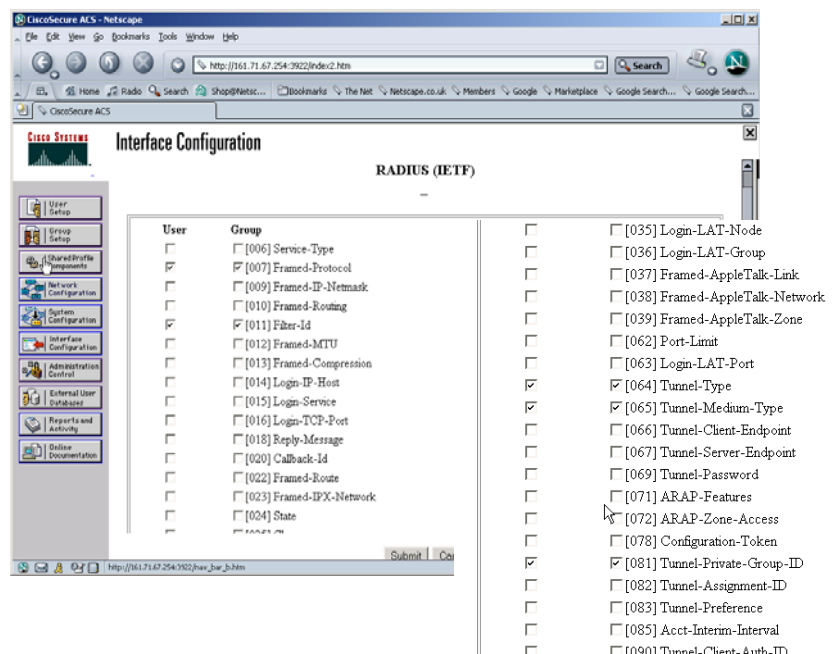 CiscoSecure ACS - Netscape
File Edit View Go Bookmarks Tools Window Help
http://161.71.67.254:3922/index2.htm
Search
Home Radio Search Shop@Netsc... Bookmarks The Net Netscape.co.uk Members Google Marketplace Google Search... Google Search...
CiscoSecure ACS
CISCO SYSTEMS
Interface Configuration
RADIUS (IETF)
User Setup
Group Setup
Shared Profile Components
Network Configuration
System Configuration
Interface Configuration
Administration Control
External User Databases
Reports and Activity
Online Documentation
User Group
[006] Service-Type
[007] Framed-Protocol
[009] Framed-IP-Netmask
[010] Framed-Routing
[011] Filter-Id
[012] Framed-MTU
[013] Framed-Compression
[014] Login-IP-Host
[015] Login-Service
[016] Login-TCP-Port
[018] Reply-Message
[020] Callback-Id
[022] Framed-Route
[023] Framed-IPX-Network
[024] State
Submit
http://161.71.67.254:3922/nav_bar_b.htm
[035] Login-LAT-Node
[036] Login-LAT-Group
[037] Framed-AppleTalk-Link
[038] Framed-AppleTalk-Network
[039] Framed-AppleTalk-Zone
[062] Port-Limit
[063] Login-LAT-Port
[064] Tunnel-Type
[065] Tunnel-Medium-Type
[066] Tunnel-Client-Endpoint
[067] Tunnel-Server-Endpoint
[069] Tunnel-Password
[071] ARAP-Features
[072] ARAP-Zone-Access
[078] Configuration-Token
[081] Tunnel-Private-Group-ID
[082] Tunnel-Assignment-ID
[083] Tunnel-Preference
[085] Acct-Interim-Interval
[090] Tunnel-Client-Auth-ID